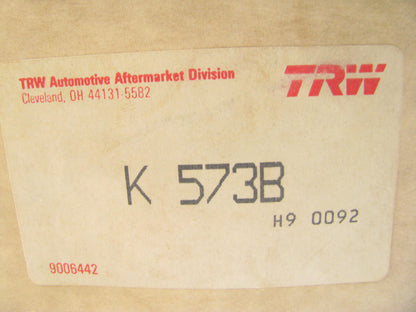 TRW Automotive Aftermarket Division
Cleveland, OH 44131-5582
TRW
K 573B
H9 0092
9006442